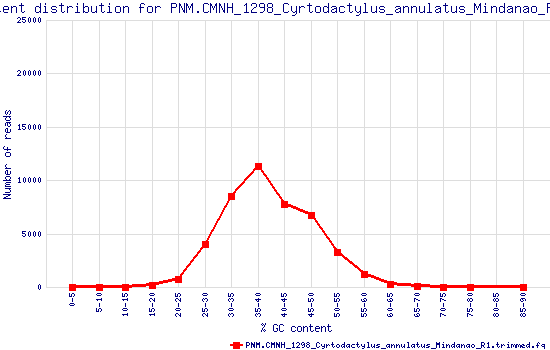 ent distribution for PNM.CMNH_1298_Cyrtodactylus_annulatus_Mindanao_R
25000
20000
15000
10000
5000
0
Number of reads
0-5 5-10 10-15 15-20 20-25 25-30 30-35 35-40 40-45 45-50 50-55 55-60 60-65 65-70 70-75 75-80 80-85 85-90
% GC content
PNM.CMNH_1298_Cyrtodactylus_annulatus_Mindanao_R1.trimmed.fq